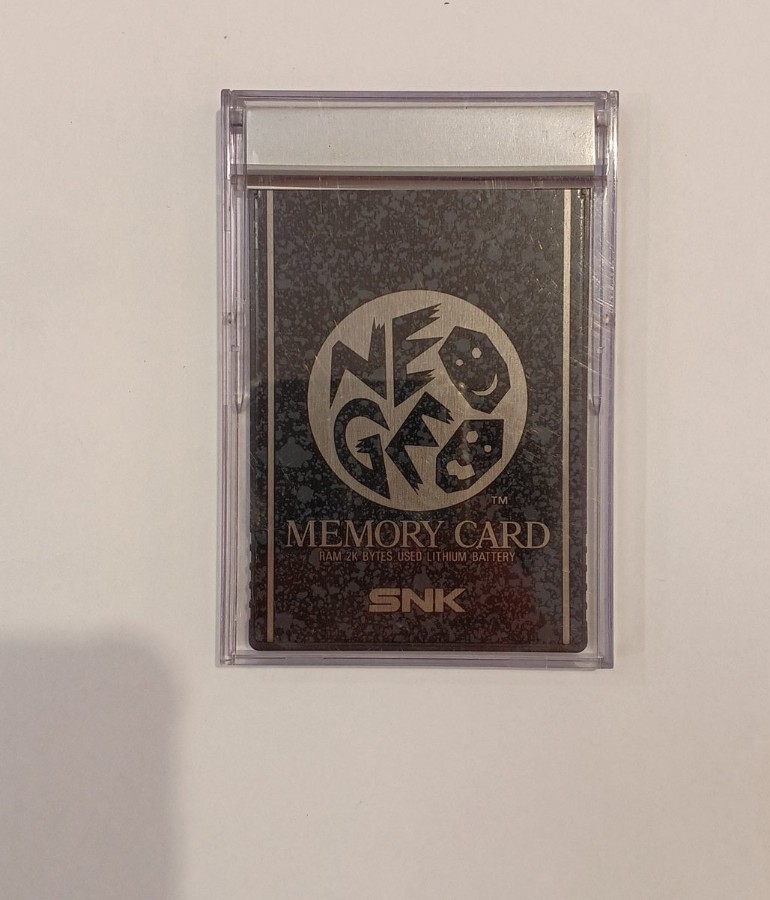 NEO
GEO
TM
MEMORY CARD
RAM 2K BYTES USED LITHIUM BATTERY
SNK